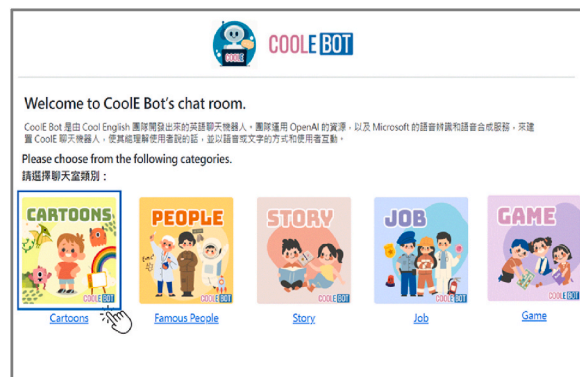 COOLE BOT
COOLE
Welcome to CoolE Bot's chat room.
CoolE Bot 是由 Cool English 團隊開發出來的英語聊天機器人。團隊運用 OpenAI 的資源，以及 Microsoft 的語音辨識和語音合成服務，來建
置 CoolE 聊天機器人，使其能理解使用者說的話，並以語音或文字的方式和使用者互動。
Please choose from the following categories.
請選擇聊天室類別：
CARTOONS PEOPLE STORY JOB GAME
COOLE BOT COOLE BOT COOLE BOT COOLE BOT COOLE BOT
Cartoons Famous People Story Job Game